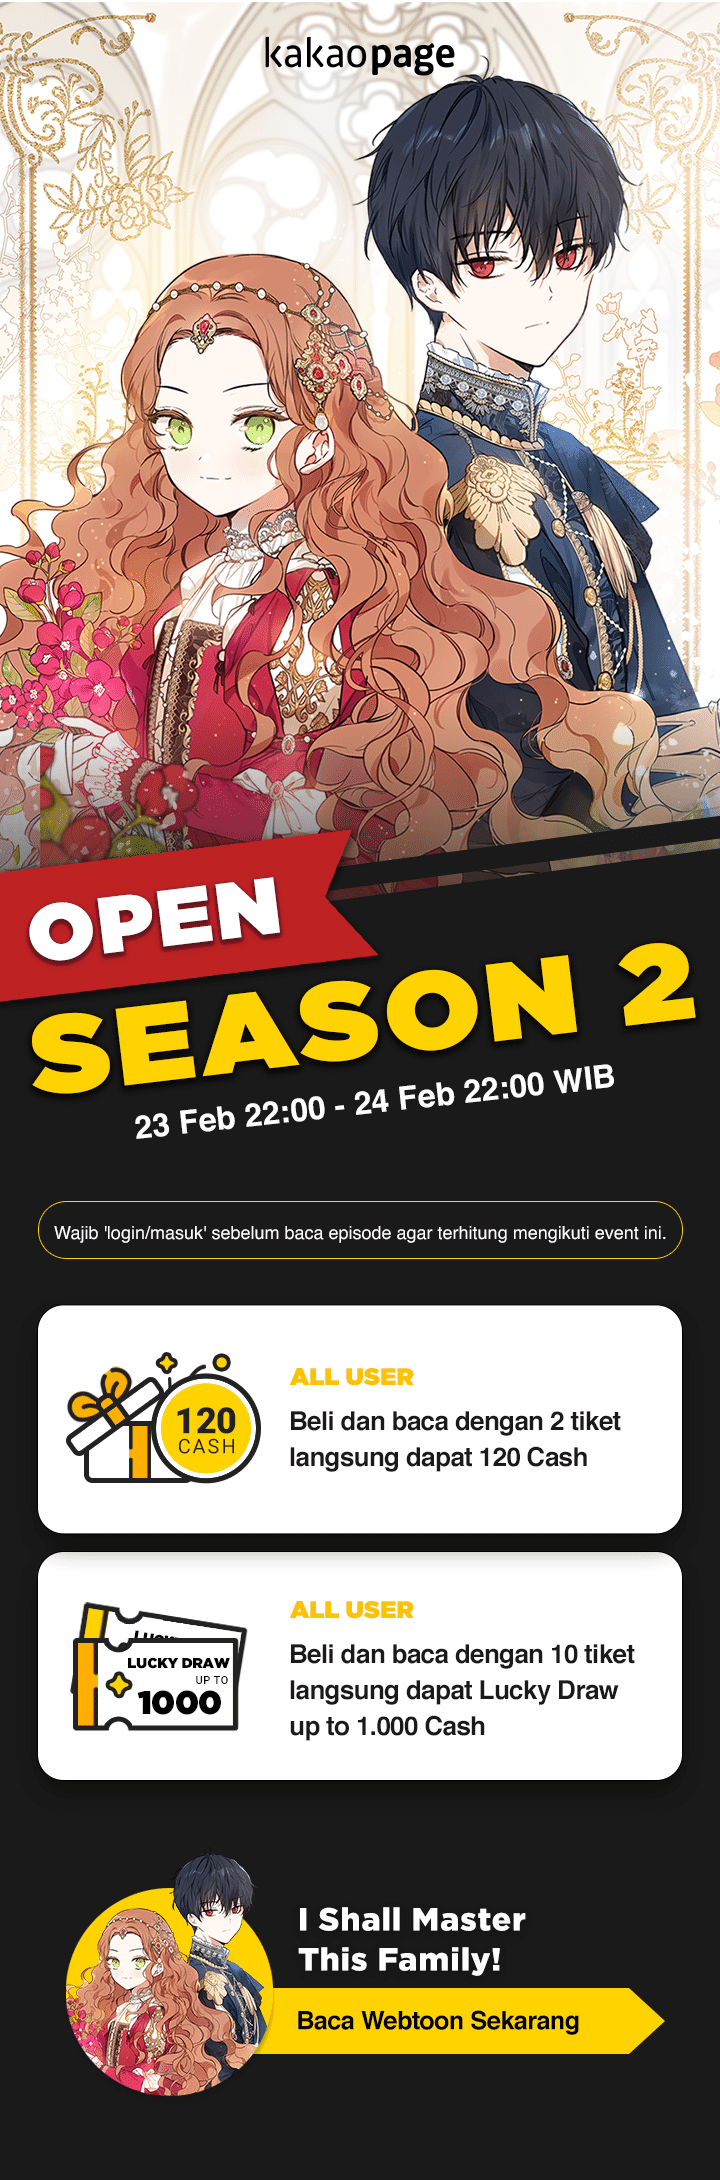 kakaopage
OPEN
SEASON 2
23 Feb 22:00 - 24 Feb 22:00 WIB
Wajib 'login/masuk' sebelum baca episode agar terhitung mengikuti event ini.
120
CASH
ALL USER
Beli dan baca dengan 2 tiket
langsung dapat 120 Cash
LUCKY DRAW
UP TO
1000
ALL USER
Beli dan baca dengan 10 tiket
langsung dapat Lucky Draw
up to 1.000 Cash
I Shall Master
This Family!
Baca Webtoon Sekarang